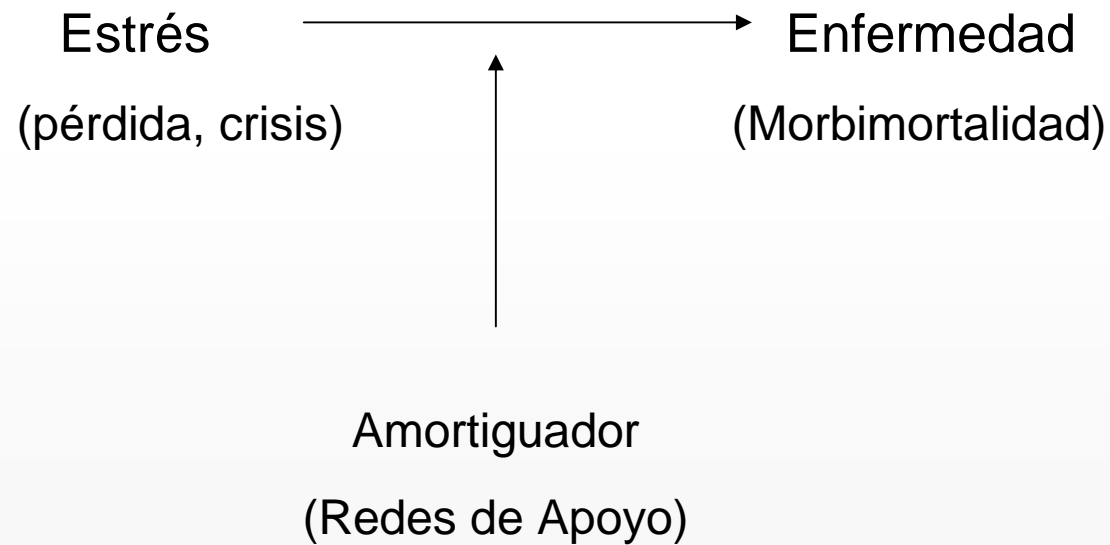 Estrés Enfermedad
(pérdida, crisis) (Morbimortalidad)
Amortiguador
(Redes de Apoyo)